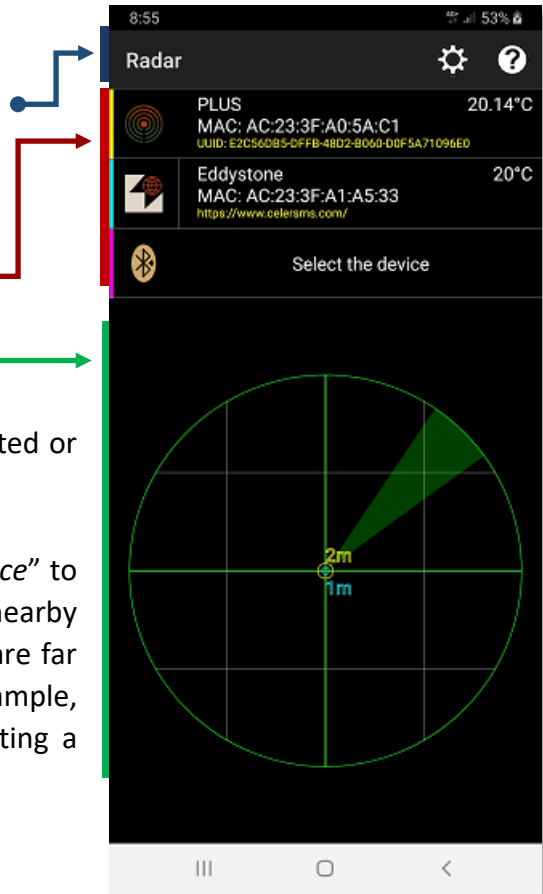 8:55
53%
Radar
PLUS
20.14°C
MAC: AC:23:3F:A0:5A:C1
UUID: E2C56DB5-DFFB-48D2-B060-D0F5A71096E0
Eddystone
20°C
MAC: AC:23:3F:A1:A5:33
https://www.celersms.com/
Select the device
ted or
ce” to
nearby
are far
ample,
ting a
2m
1m